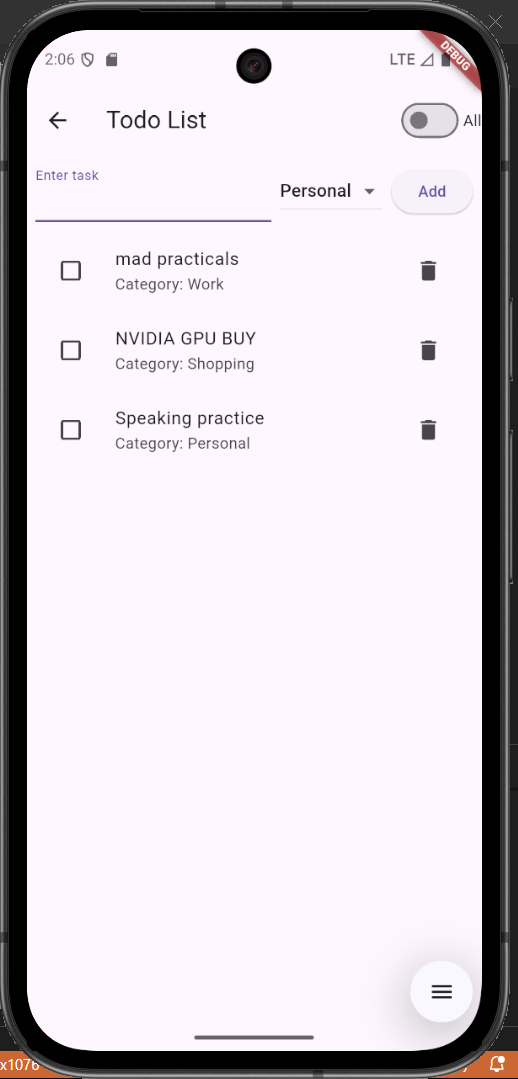 2:06 LTE
DEBUG
Todo List All
Enter task
Personal Add
mad practicals
Category: Work
NVIDIA GPU BUY
Category: Shopping
Speaking practice
Category: Personal
x1076